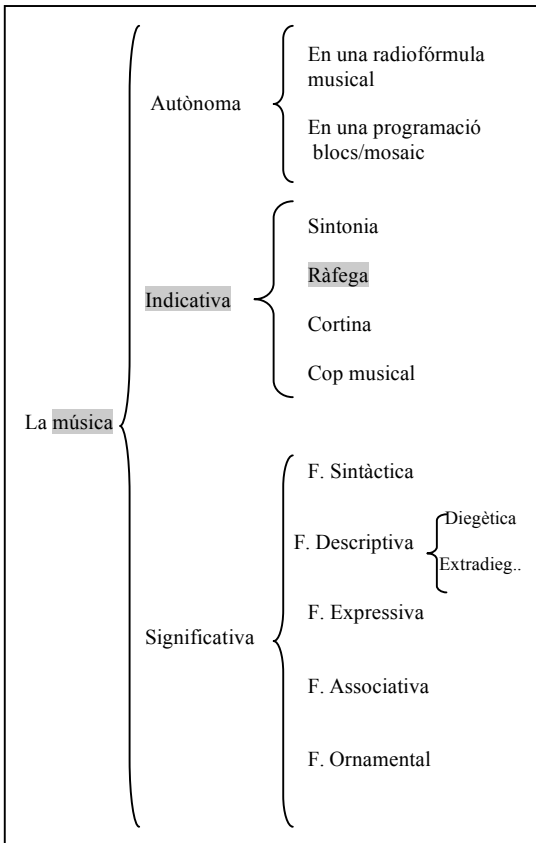 En una radiofórmula
musical
Autònoma
En una programació
blocs/mosaic
Sintonia
Ràfega
Indicativa
Cortina
Cop musical
La música
F. Sintàctica
Diegètica
F. Descriptiva
Extradieg..
F. Expressiva
Significativa
F. Associativa
F. Ornamental